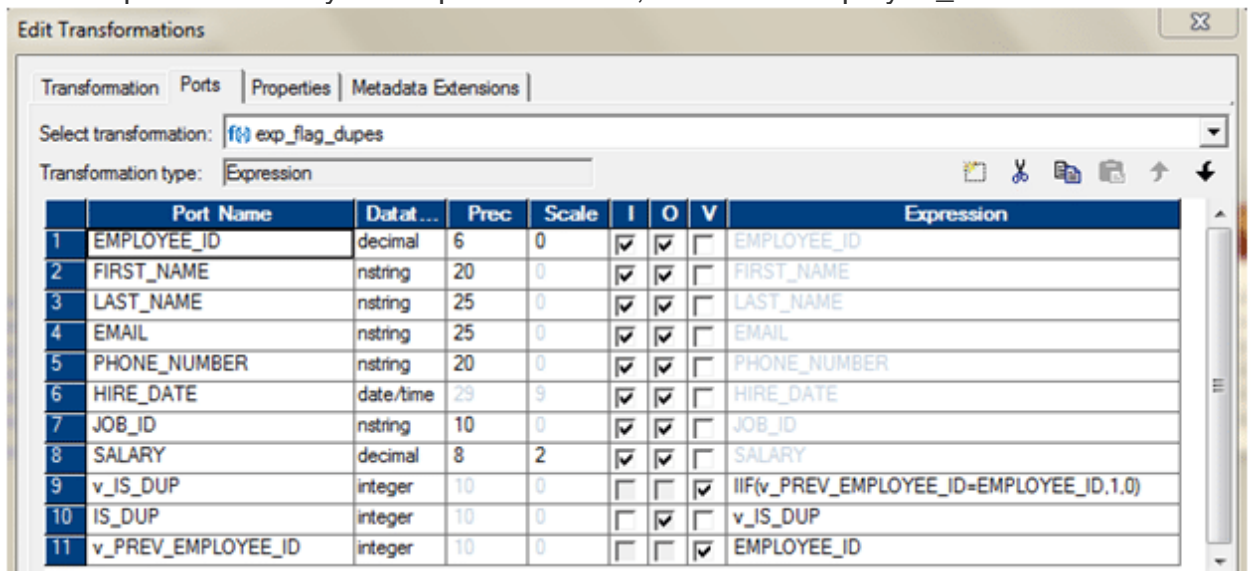 Edit Transformations
Transformation Ports Properties Metadata Extensions
Select transformation: f(x) exp_flag_dupes
Transformation type: Expression
Port Name Datat... Prec Scale I O V Expression
1 EMPLOYEE_ID decimal 6 0 EMPLOYEE_ID
2 FIRST_NAME nstring 20 0 FIRST_NAME
3 LAST_NAME nstring 25 0 LAST_NAME
4 EMAIL nstring 25 0 EMAIL
5 PHONE_NUMBER nstring 20 0 PHONE_NUMBER
6 HIRE_DATE date/time 29 9 HIRE_DATE
7 JOB_ID nstring 10 0 JOB_ID
8 SALARY decimal 8 2 SALARY
9 v_IS_DUP integer 10 0 IIF(v_PREV_EMPLOYEE_ID=EMPLOYEE_ID,1,0)
10 IS_DUP integer 10 0 v_IS_DUP
11 v_PREV_EMPLOYEE_ID integer 10 0 EMPLOYEE_ID